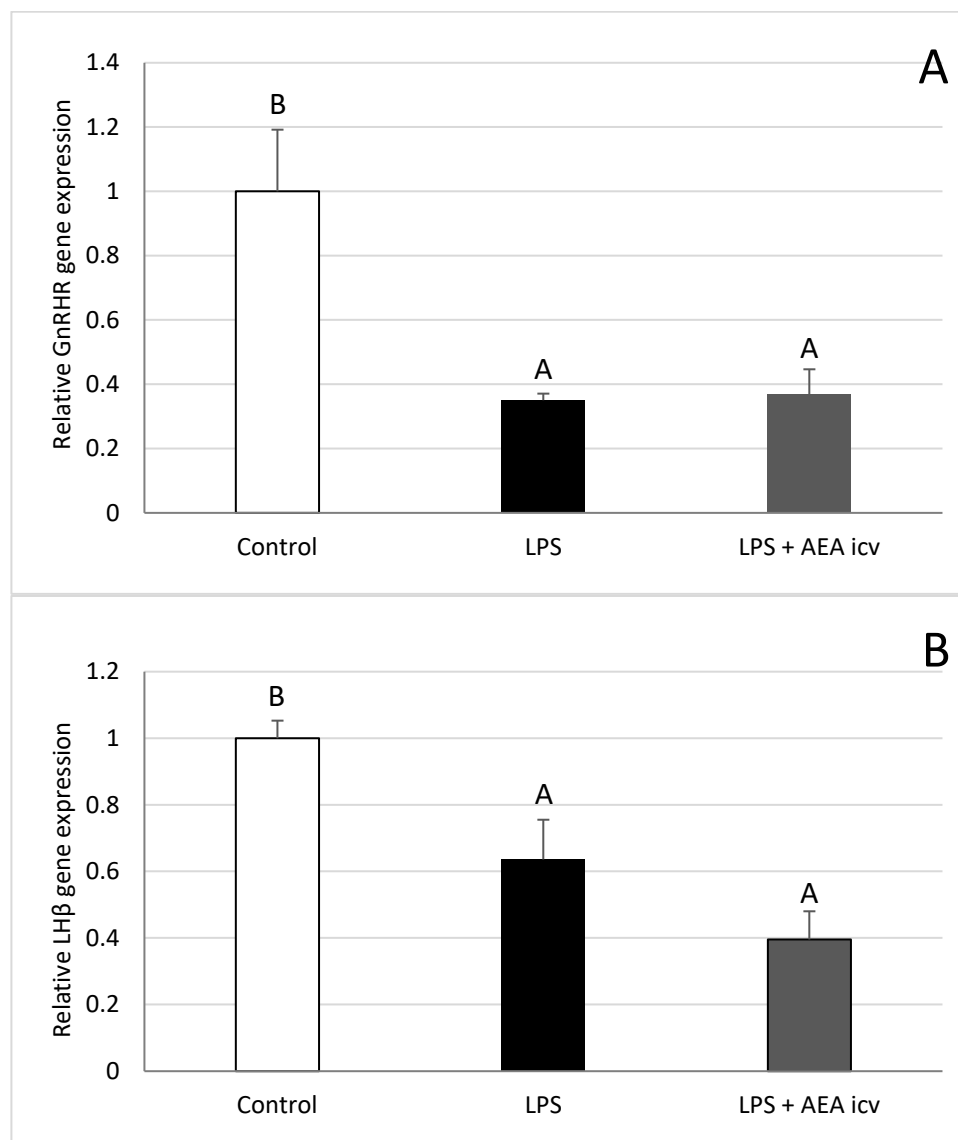 A
Relative GnRHR gene expression
1.4
1.2
1
0.8
0.6
0.4
0.2
0
B
A
A
Control
LPS
LPS + AEA icv
B
Relative LHβ gene expression
1.2
1
0.8
0.6
0.4
0.2
0
B
A
A
Control
LPS
LPS + AEA icv